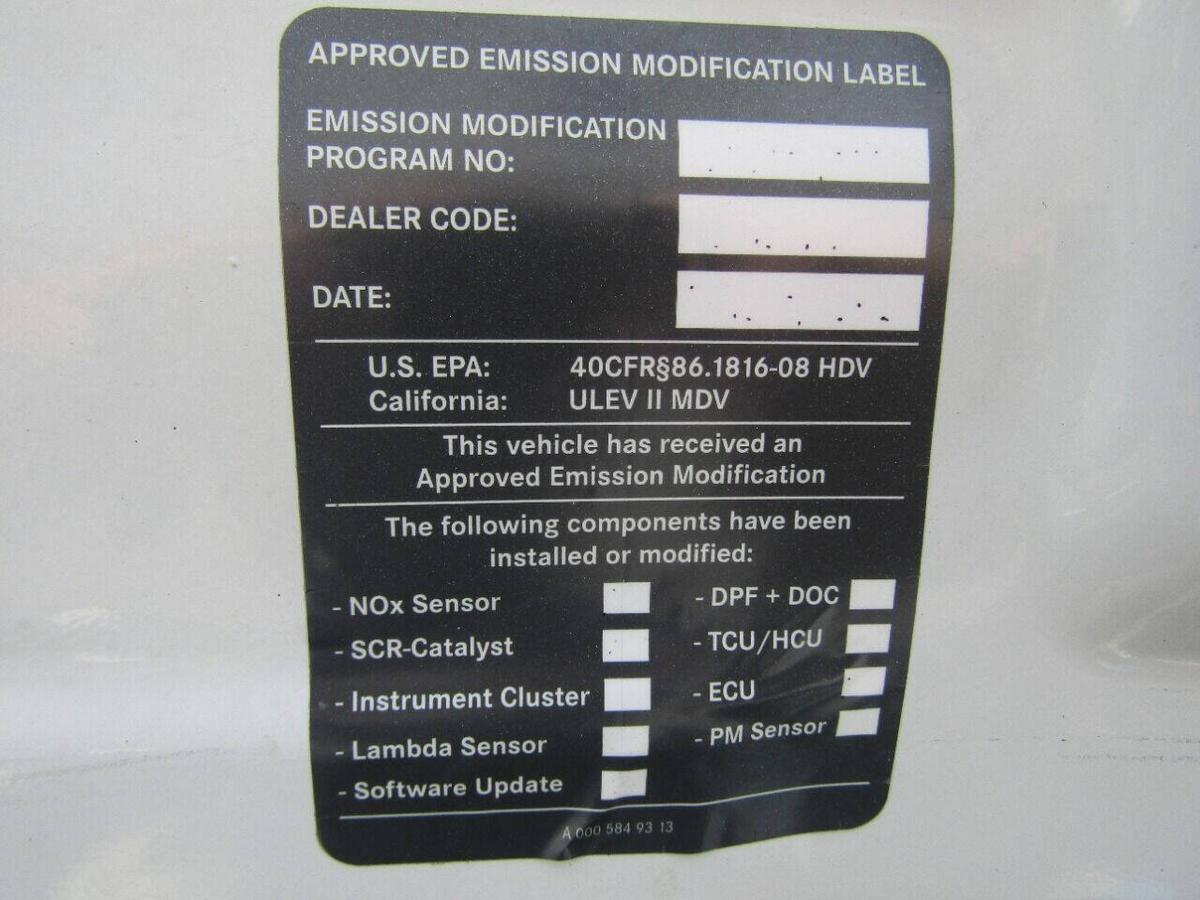 APPROVED EMISSION MODIFICATION LABEL
EMISSION MODIFICATION
PROGRAM NO:
DEALER CODE:
DATE:
U.S. EPA: 40CFR§86.1816-08 HDV
California: ULEV II MDV
This vehicle has received an
Approved Emission Modification
The following components have been
installed or modified:
- NOx Sensor - DPF + DOC
- SCR-Catalyst - TCU/HCU
- Instrument Cluster - ECU
- Lambda Sensor - PM Sensor
- Software Update
A 000 584 93 13